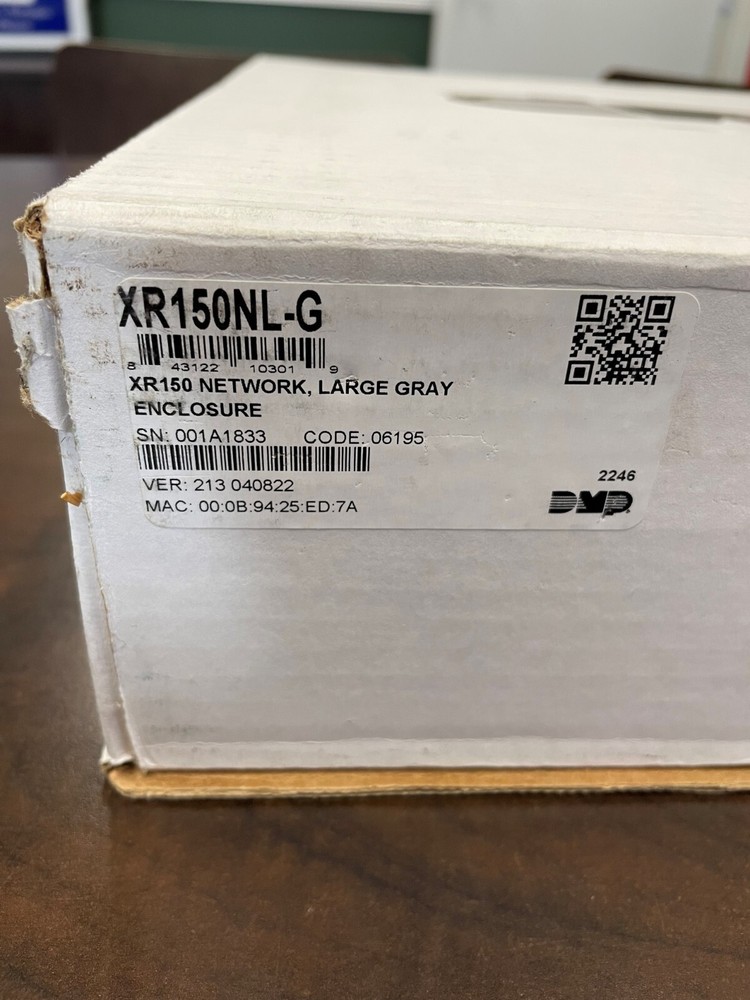 XR150NL-G
8 43122 10301 9
XR150 NETWORK, LARGE GRAY
ENCLOSURE
SN: 001A1833 CODE: 06195
VER: 213 040822
MAC: 00:0B:94:25:ED:7A
2246
DMP